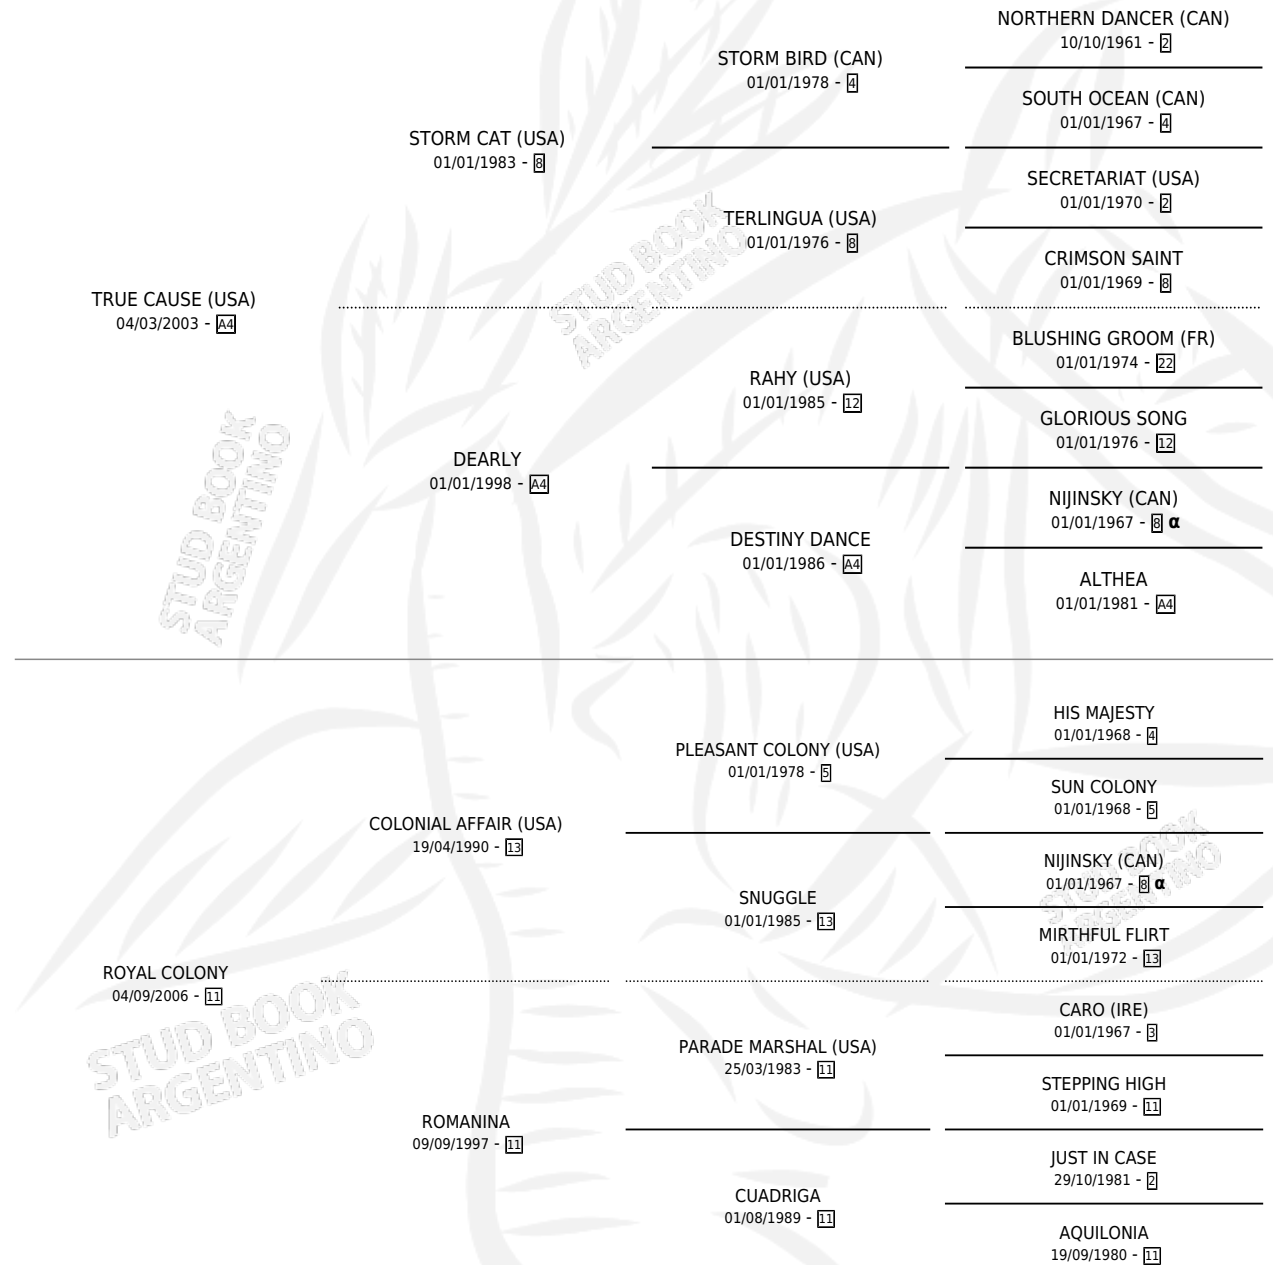 NORTHERN DANCER (CAN)
10/10/1961 - 2
STORM BIRD (CAN)
01/01/1978 - 4
SOUTH OCEAN (CAN)
01/01/1967 - 4
STORM CAT (USA)
01/01/1983 - 8
SECRETARIAT (USA)
01/01/1970 - 2
TERLINGUA (USA)
01/01/1976 - 8
CRIMSON SAINT
01/01/1969 - 8
TRUE CAUSE (USA)
04/03/2003 - A4
BLUSHING GROOM (FR)
01/01/1974 - 22
RAHY (USA)
01/01/1985 - 12
GLORIOUS SONG
01/01/1976 - 12
DEARLY
01/01/1998 - A4
NIJINSKY (CAN)
01/01/1967 - 8 α
DESTINY DANCE
01/01/1986 - A4
ALTHEA
01/01/1981 - A4
HIS MAJESTY
01/01/1968 - 4
PLEASANT COLONY (USA)
01/01/1978 - 5
SUN COLONY
01/01/1968 - 5
COLONIAL AFFAIR (USA)
19/04/1990 - 13
NIJINSKY (CAN)
01/01/1967 - 8 α
SNUGGLE
01/01/1985 - 13
MIRTHFUL FLIRT
01/01/1972 - 13
ROYAL COLONY
04/09/2006 - 11
CARO (IRE)
01/01/1967 - 3
PARADE MARSHAL (USA)
25/03/1983 - 11
STEPPING HIGH
01/01/1969 - 11
ROMANINA
09/09/1997 - 11
JUST IN CASE
29/10/1981 - 2
CUADRIGA
01/08/1989 - 11
AQUILONIA
19/09/1980 - 11
STUD BOOK
ARGENTINO
STUD BOOK
ARGENTINO
STUD BOOK
ARGENTINO
STUD BOOK
ARGENTINO